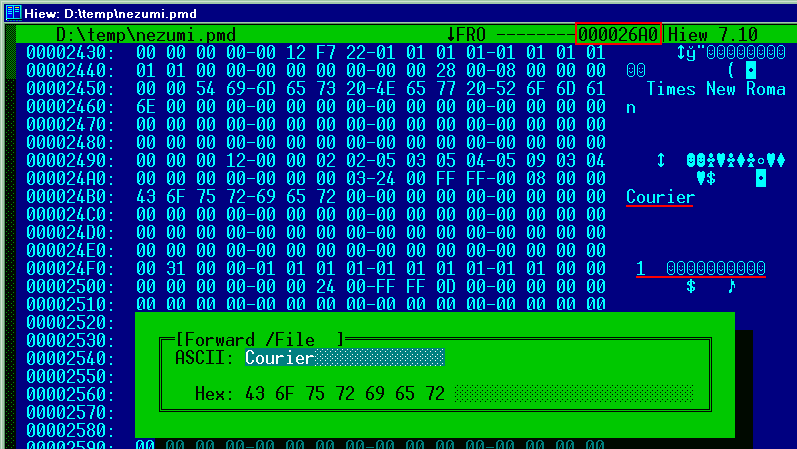 Hiew: D:\temp\nezumi.pmd
D:\temp\nezumi.pmd ↓FRO -------- 000026A0 Hiew 7.10
00002430: 00 00 00 00-00 12 F7 22-01 01 01 01-01 01 01 01 ↕ў"☺☺☺☺☺☺☺☺
00002440: 01 01 00 00-00 00 00 00-00 00 28 00-08 00 00 00 ☺☺ ( ◘
00002450: 00 00 54 69-6D 65 73 20-4E 65 77 20-52 6F 6D 61 Times New Roma
00002460: 6E 00 00 00-00 00 00 00-00 00 00 00-00 00 00 00 n
00002470: 00 00 00 00-00 00 00 00-00 00 00 00-00 00 00 00
00002480: 00 00 00 00-00 00 00 00-00 00 00 00-00 00 00 00
00002490: 00 00 00 12-00 00 02 02-05 03 05 04-05 09 03 04 ↕ ☻☻♣♥♣♦♣○♥♦
000024A0: 00 00 00 00-00 00 00 03-24 00 FF FF-00 08 00 00 ♥$ ◘
000024B0: 43 6F 75 72-69 65 72 00-00 00 00 00-00 00 00 00 Courier
000024C0: 00 00 00 00-00 00 00 00-00 00 00 00-00 00 00 00
000024D0: 00 00 00 00-00 00 00 00-00 00 00 00-00 00 00 00
000024E0: 00 00 00 00-00 00 00 00-00 00 00 00-00 00 00 00
000024F0: 00 31 00 00-01 01 01 01-01 01 01 01-01 01 00 00 1 ☺☺☺☺☺☺☺☺☺☺
00002500: 00 00 00 00-00 00 24 00-FF FF 0D 00-00 00 00 00 $ ♪
00002510: 00 00 00 00-00 00 00 00-00 00 00 00-00 00 00 00
00002520:
00002530: [Forward /File ]
00002540: ASCII: Courier
00002550:
00002560: Hex: 43 6F 75 72 69 65 72
00002570:
00002580:
00002590: 00 00 00 00-00 00 00 00-00 00 00 00-00 00 00 00